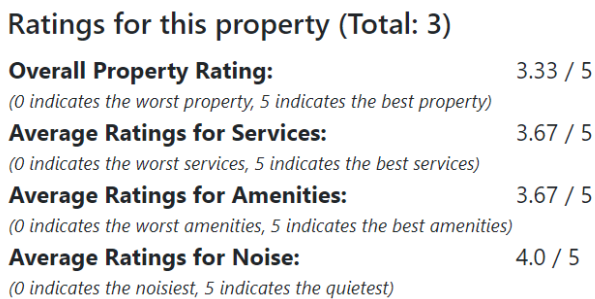 Ratings for this property (Total: 3)
Overall Property Rating: 3.33 / 5
(0 indicates the worst property, 5 indicates the best property)
Average Ratings for Services: 3.67 / 5
(0 indicates the worst services, 5 indicates the best services)
Average Ratings for Amenities: 3.67 / 5
(0 indicates the worst amenities, 5 indicates the best amenities)
Average Ratings for Noise: 4.0 / 5
(0 indicates the noisiest, 5 indicates the quietest)